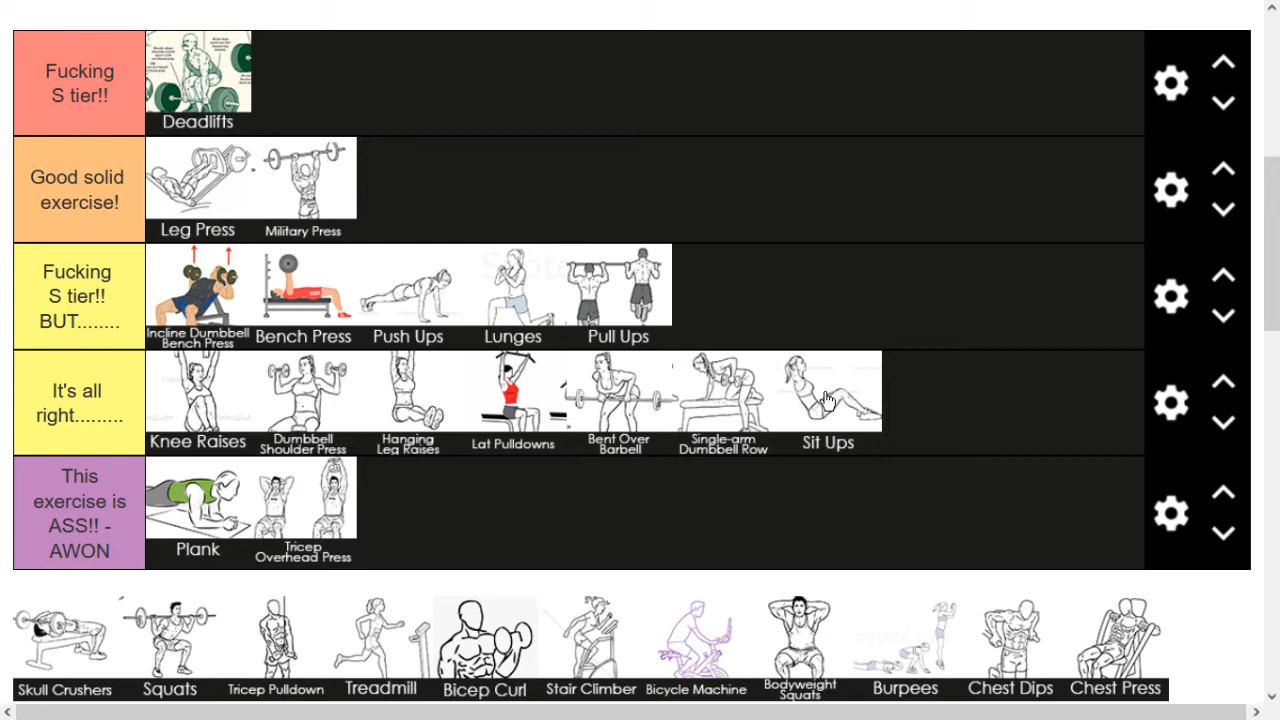 Fucking
S tier!!
Deadlifts
Good solid
exercise!
Leg Press
Military Press
Fucking
S tier!!
BUT........
Incline Dumbbell
Bench Press
Bench Press
Push Ups
Lunges
Pull Ups
It's all
right.........
Knee Raises
Dumbbell
Shoulder Press
Hanging
Leg Raises
Lat Pulldowns
Bent Over
Barbell
Single-arm
Dumbbell Row
Sit Ups
This
exercise is
ASS!! -
AWON
Plank
Tricep
Overhead Press
Skull Crushers
Squats
Tricep Pulldown
Treadmill
Bicep Curl
Stair Climber
Bicycle Machine
Bodyweight
Squats
Burpees
Chest Dips
Chest Press